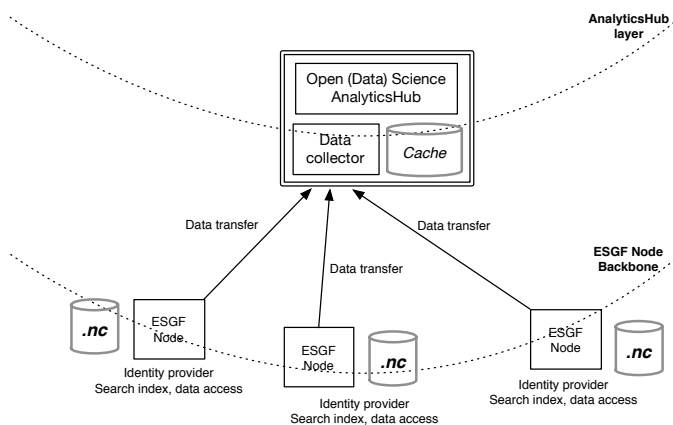 AnalyticsHub
layer
Open (Data) Science
AnalyticsHub
Data
collector
Cache
Data transfer
Data transfer
Data transfer
ESGF Node
Backbone
.nc
ESGF
Node
Identity provider
Search index, data access
ESGF
Node
.nc
Identity provider
Search index, data access
ESGF
Node
.nc
Identity provider
Search index, data access